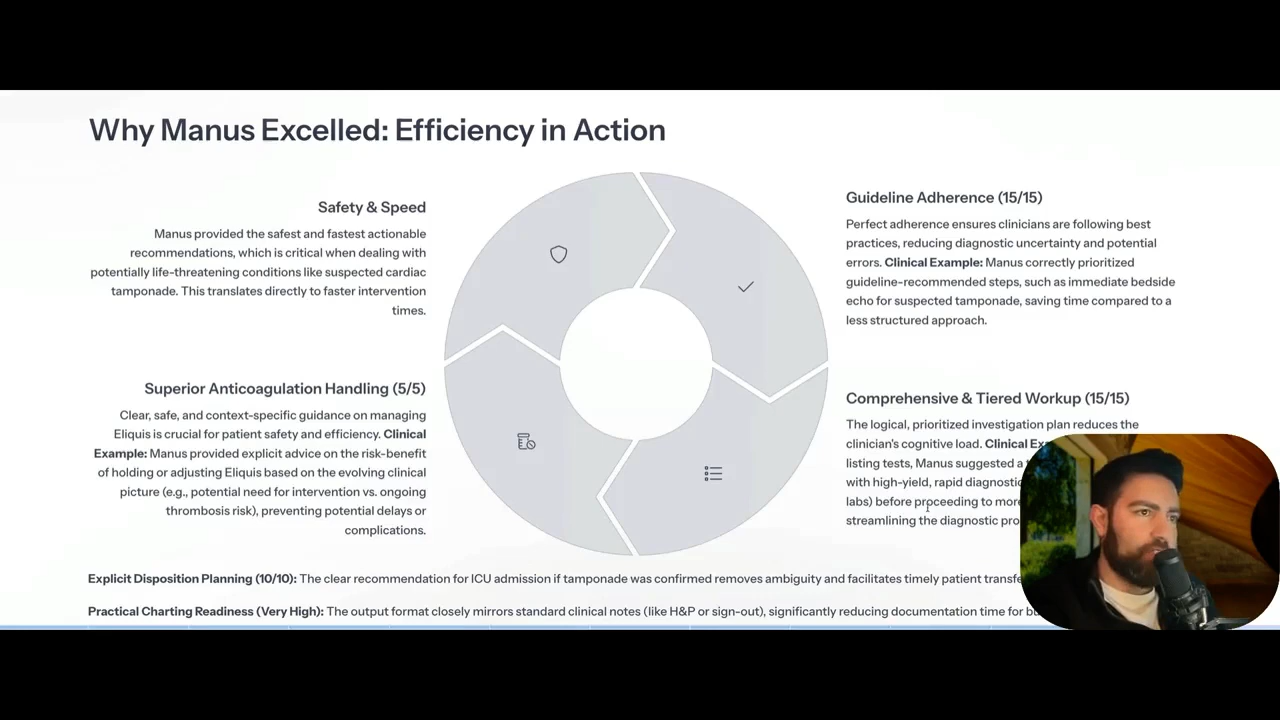 Why Manus Excelled: Efficiency in Action
Safety & Speed
Manus provided the safest and fastest actionable
recommendations, which is critical when dealing with
potentially life-threatening conditions like suspected cardiac
tamponade. This translates directly to faster intervention
times.
Guideline Adherence (15/15)
Perfect adherence ensures clinicians are following best
practices, reducing diagnostic uncertainty and potential
errors. Clinical Example: Manus correctly prioritized
guideline-recommended steps, such as immediate bedside
echo for suspected tamponade, saving time compared to a
less structured approach.
Superior Anticoagulation Handling (5/5)
Clear, safe, and context-specific guidance on managing
Eliquis is crucial for patient safety and efficiency. Clinical
Example: Manus provided explicit advice on the risk-benefit
of holding or adjusting Eliquis based on the evolving clinical
picture (e.g., potential need for intervention vs. ongoing
thrombosis risk), preventing potential delays or
complications.
Comprehensive & Tiered Workup (15/15)
The logical, prioritized investigation plan reduces the
clinician's cognitive load. Clinical
listing tests, Manus suggested a
with high-yield, rapid
labs) before proceeding to more
streamlining the diagnostic
Explicit Disposition Planning (10/10): The clear recommendation for ICU admission if tamponade was confirmed removes ambiguity and facilitates timely patient
Practical Charting Readiness (Very High): The output format closely mirrors standard clinical notes (like H&P or sign-out), significantly reducing documentation time for